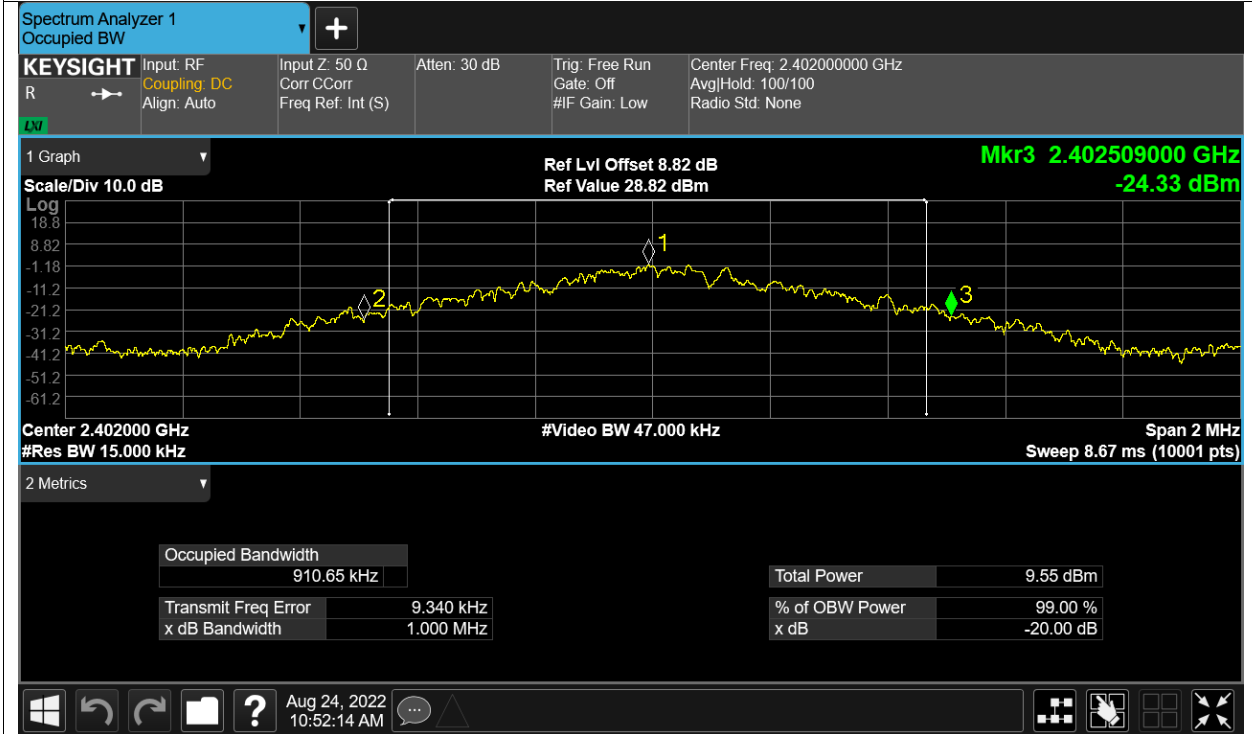 Spectrum Analyzer 1
Occupied BW
▼
+
KEYSIGHT
R
LXI
Input: RF
Coupling: DC
Align: Auto
Input Z: 50 Ω
Corr CCorr
Freq Ref: Int (S)
Atten: 30 dB
Trig: Free Run
Gate: Off
#IF Gain: Low
Center Freq: 2.402000000 GHz
Avg|Hold: 100/100
Radio Std: None
1 Graph ▼
Ref Lvl Offset 8.82 dB
Mkr3 2.402509000 GHz
Scale/Div 10.0 dB
Ref Value 28.82 dBm
-24.33 dBm
Log
18.8
8.82
-1.18
-11.2
-21.2
-31.2
-41.2
-51.2
-61.2
1
2
3
Center 2.402000 GHz
#Video BW 47.000 kHz
Span 2 MHz
#Res BW 15.000 kHz
Sweep 8.67 ms (10001 pts)
2 Metrics ▼
Occupied Bandwidth
910.65 kHz
Total Power 9.55 dBm
Transmit Freq Error 9.340 kHz
% of OBW Power 99.00 %
x dB Bandwidth 1.000 MHz
x dB -20.00 dB
?
Aug 24, 2022
10:52:14 AM